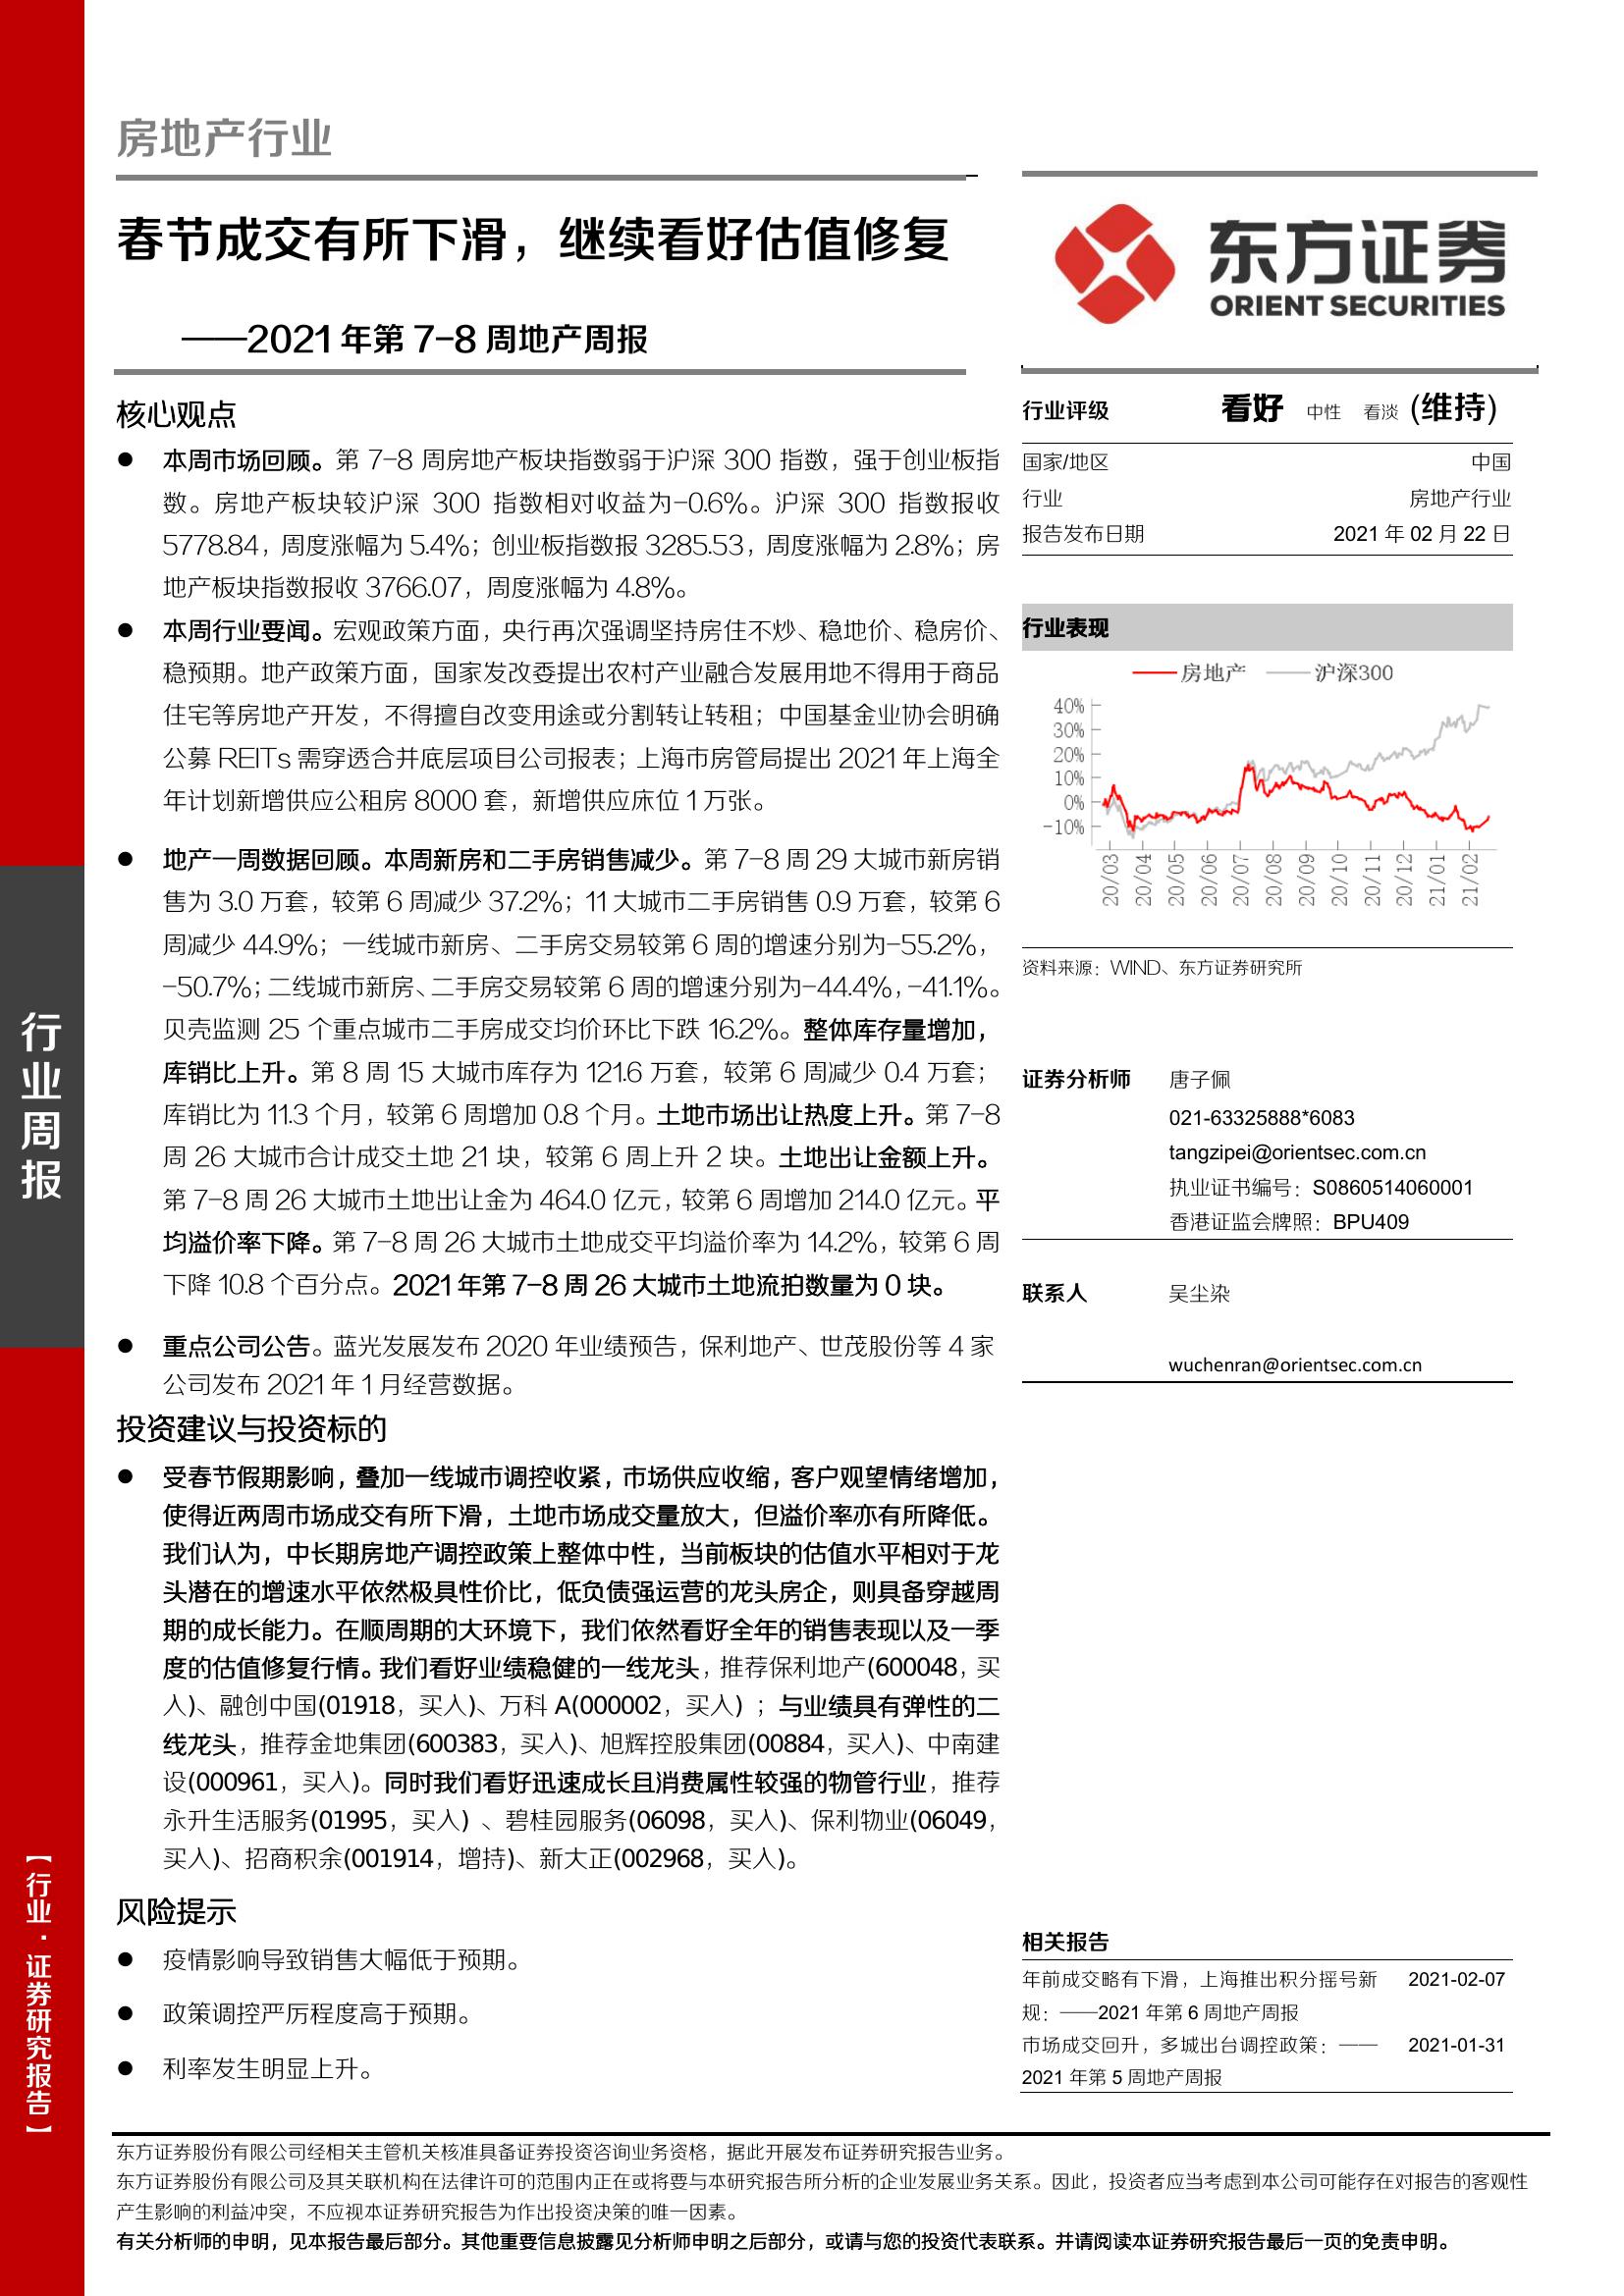 房地产行业
春节成交有所下滑，继续看好估值修复
——2021年第 7-8 周地产周报
核心观点
● 本周市场回顾。第 7-8 周房地产板块指数弱于沪深 300 指数，强于创业板指
数。房地产板块较沪深 300 指数相对收益为-0.6%。沪深 300 指数报收
5778.84，周度涨幅为 5.4%；创业板指数报 3285.53，周度涨幅为 2.8%；房
地产板块指数报收 3766.07，周度涨幅为 4.8%。
● 本周行业要闻。宏观政策方面，央行再次强调坚持房住不炒、稳地价、稳房价、
稳预期。地产政策方面，国家发改委提出农村产业融合发展用地不得用于商品
住宅等房地产开发，不得擅自改变用途或分割转让转租；中国基金业协会明确
公募 REITs 需穿透合并底层项目公司报表；上海市房管局提出 2021年上海全
年计划新增供应公租房 8000 套，新增供应床位 1万张。
● 地产一周数据回顾。本周新房和二手房销售减少。第 7-8 周 29 大城市新房销
售为 3.0 万套，较第 6 周减少 37.2%；11大城市二手房销售 0.9 万套，较第 6
周减少 44.9%；一线城市新房、二手房交易较第 6 周的增速分别为-55.2%，
-50.7%；二线城市新房、二手房交易较第 6 周的增速分别为-44.4%，-41.1%。
贝壳监测 25 个重点城市二手房成交均价环比下跌 16.2%。整体库存量增加，
库销比上升。第 8 周 15 大城市库存为 121.6 万套，较第 6 周减少 0.4 万套；
库销比为 11.3 个月，较第 6 周增加 0.8 个月。土地市场出让热度上升。第 7-8
周 26 大城市合计成交土地 21 块，较第 6 周上升 2 块。土地出让金额上升。
第 7-8 周 26 大城市土地出让金为 464.0 亿元，较第 6 周增加 214.0 亿元。平
均溢价率下降。第 7-8 周 26 大城市土地成交平均溢价率为 14.2%，较第 6 周
下降 10.8 个百分点。2021年第 7-8 周 26 大城市土地流拍数量为 0 块。
● 重点公司公告。蓝光发展发布 2020 年业绩预告，保利地产、世茂股份等 4 家
公司发布 2021年 1月经营数据。
投资建议与投资标的
● 受春节假期影响，叠加一线城市调控收紧，市场供应收缩，客户观望情绪增加，
使得近两周市场成交有所下滑，土地市场成交量放大，但溢价率亦有所降低。
我们认为，中长期房地产调控政策上整体中性，当前板块的估值水平相对于龙
头潜在的增速水平依然极具性价比，低负债强运营的龙头房企，则具备穿越周
期的成长能力。在顺周期的大环境下，我们依然看好全年的销售表现以及一季
度的估值修复行情。我们看好业绩稳健的一线龙头，推荐保利地产(600048，买
入)、融创中国(01918，买入)、万科 A(000002，买入) ；与业绩具有弹性的二
线龙头，推荐金地集团(600383，买入)、旭辉控股集团(00884，买入)、中南建
设(000961，买入)。同时我们看好迅速成长且消费属性较强的物管行业，推荐
永升生活服务(01995，买入) 、碧桂园服务(06098，买入)、保利物业(06049，
买入)、招商积余(001914，增持)、新大正(002968，买入)。
风险提示
● 疫情影响导致销售大幅低于预期。
● 政策调控严厉程度高于预期。
● 利率发生明显上升。
东方证券
ORIENT SECURITIES
行业评级 看好 中性 看淡 (维持)
国家/地区 中国
行业 房地产行业
报告发布日期 2021 年 02 月 22 日
行业表现
房地产 沪深300
40%
30%
20%
10%
0%
-10%
20/03 20/04 20/05 20/06 20/07 20/08 20/09 20/10 20/11 20/12 21/01 21/02
资料来源：WIND、东方证券研究所
证券分析师 唐子佩
021-63325888*6083
tangzipei@orientsec.com.cn
执业证书编号：S0860514060001
香港证监会牌照：BPU409
联系人 吴尘染
wuchenran@orientsec.com.cn
相关报告
年前成交略有下滑，上海推出积分摇号新 2021-02-07
规：——2021 年第 6 周地产周报
市场成交回升，多城出台调控政策：—— 2021-01-31
2021 年第 5 周地产周报
行业周报
【行业·证券研究报告】
东方证券股份有限公司经相关主管机关核准具备证券投资咨询业务资格，据此开展发布证券研究报告业务。
东方证券股份有限公司及其关联机构在法律许可的范围内正在或将要与本研究报告所分析的企业发展业务关系。因此，投资者应当考虑到本公司可能存在对报告的客观性
产生影响的利益冲突，不应视本证券研究报告为作出投资决策的唯一因素。
有关分析师的申明，见本报告最后部分。其他重要信息披露见分析师申明之后部分，或请与您的投资代表联系。并请阅读本证券研究报告最后一页的免责申明。